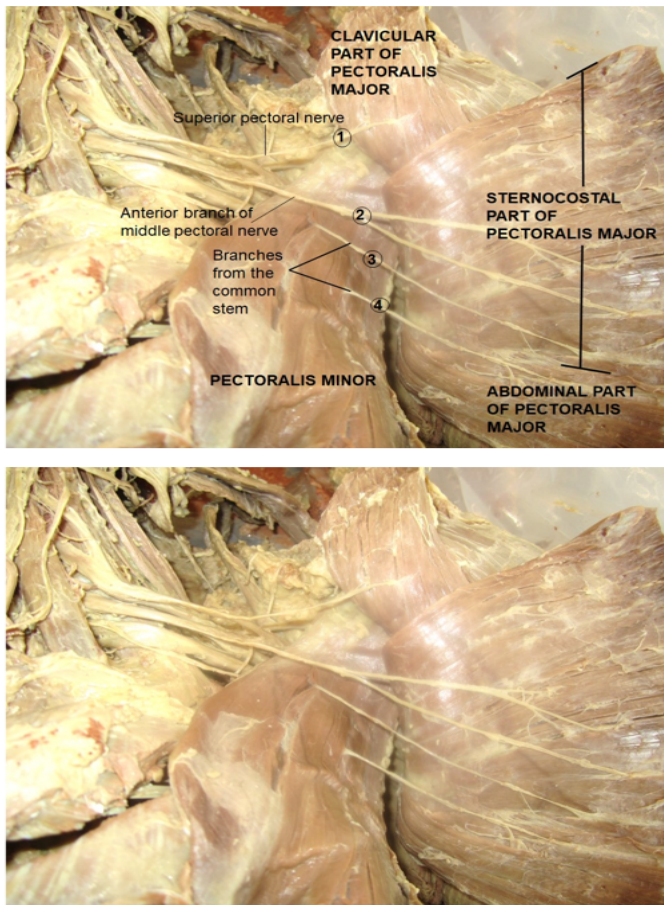 CLAVICULAR
PART OF
PECTORALIS
MAJOR
Superior pectoral nerve
1
STERNOCOSTAL
PART OF
PECTORALIS MAJOR
Anterior branch of
middle pectoral nerve
2
Branches
from the
common
stem
3
4
PECTORALIS MINOR
ABDOMINAL PART
OF PECTORALIS
MAJOR